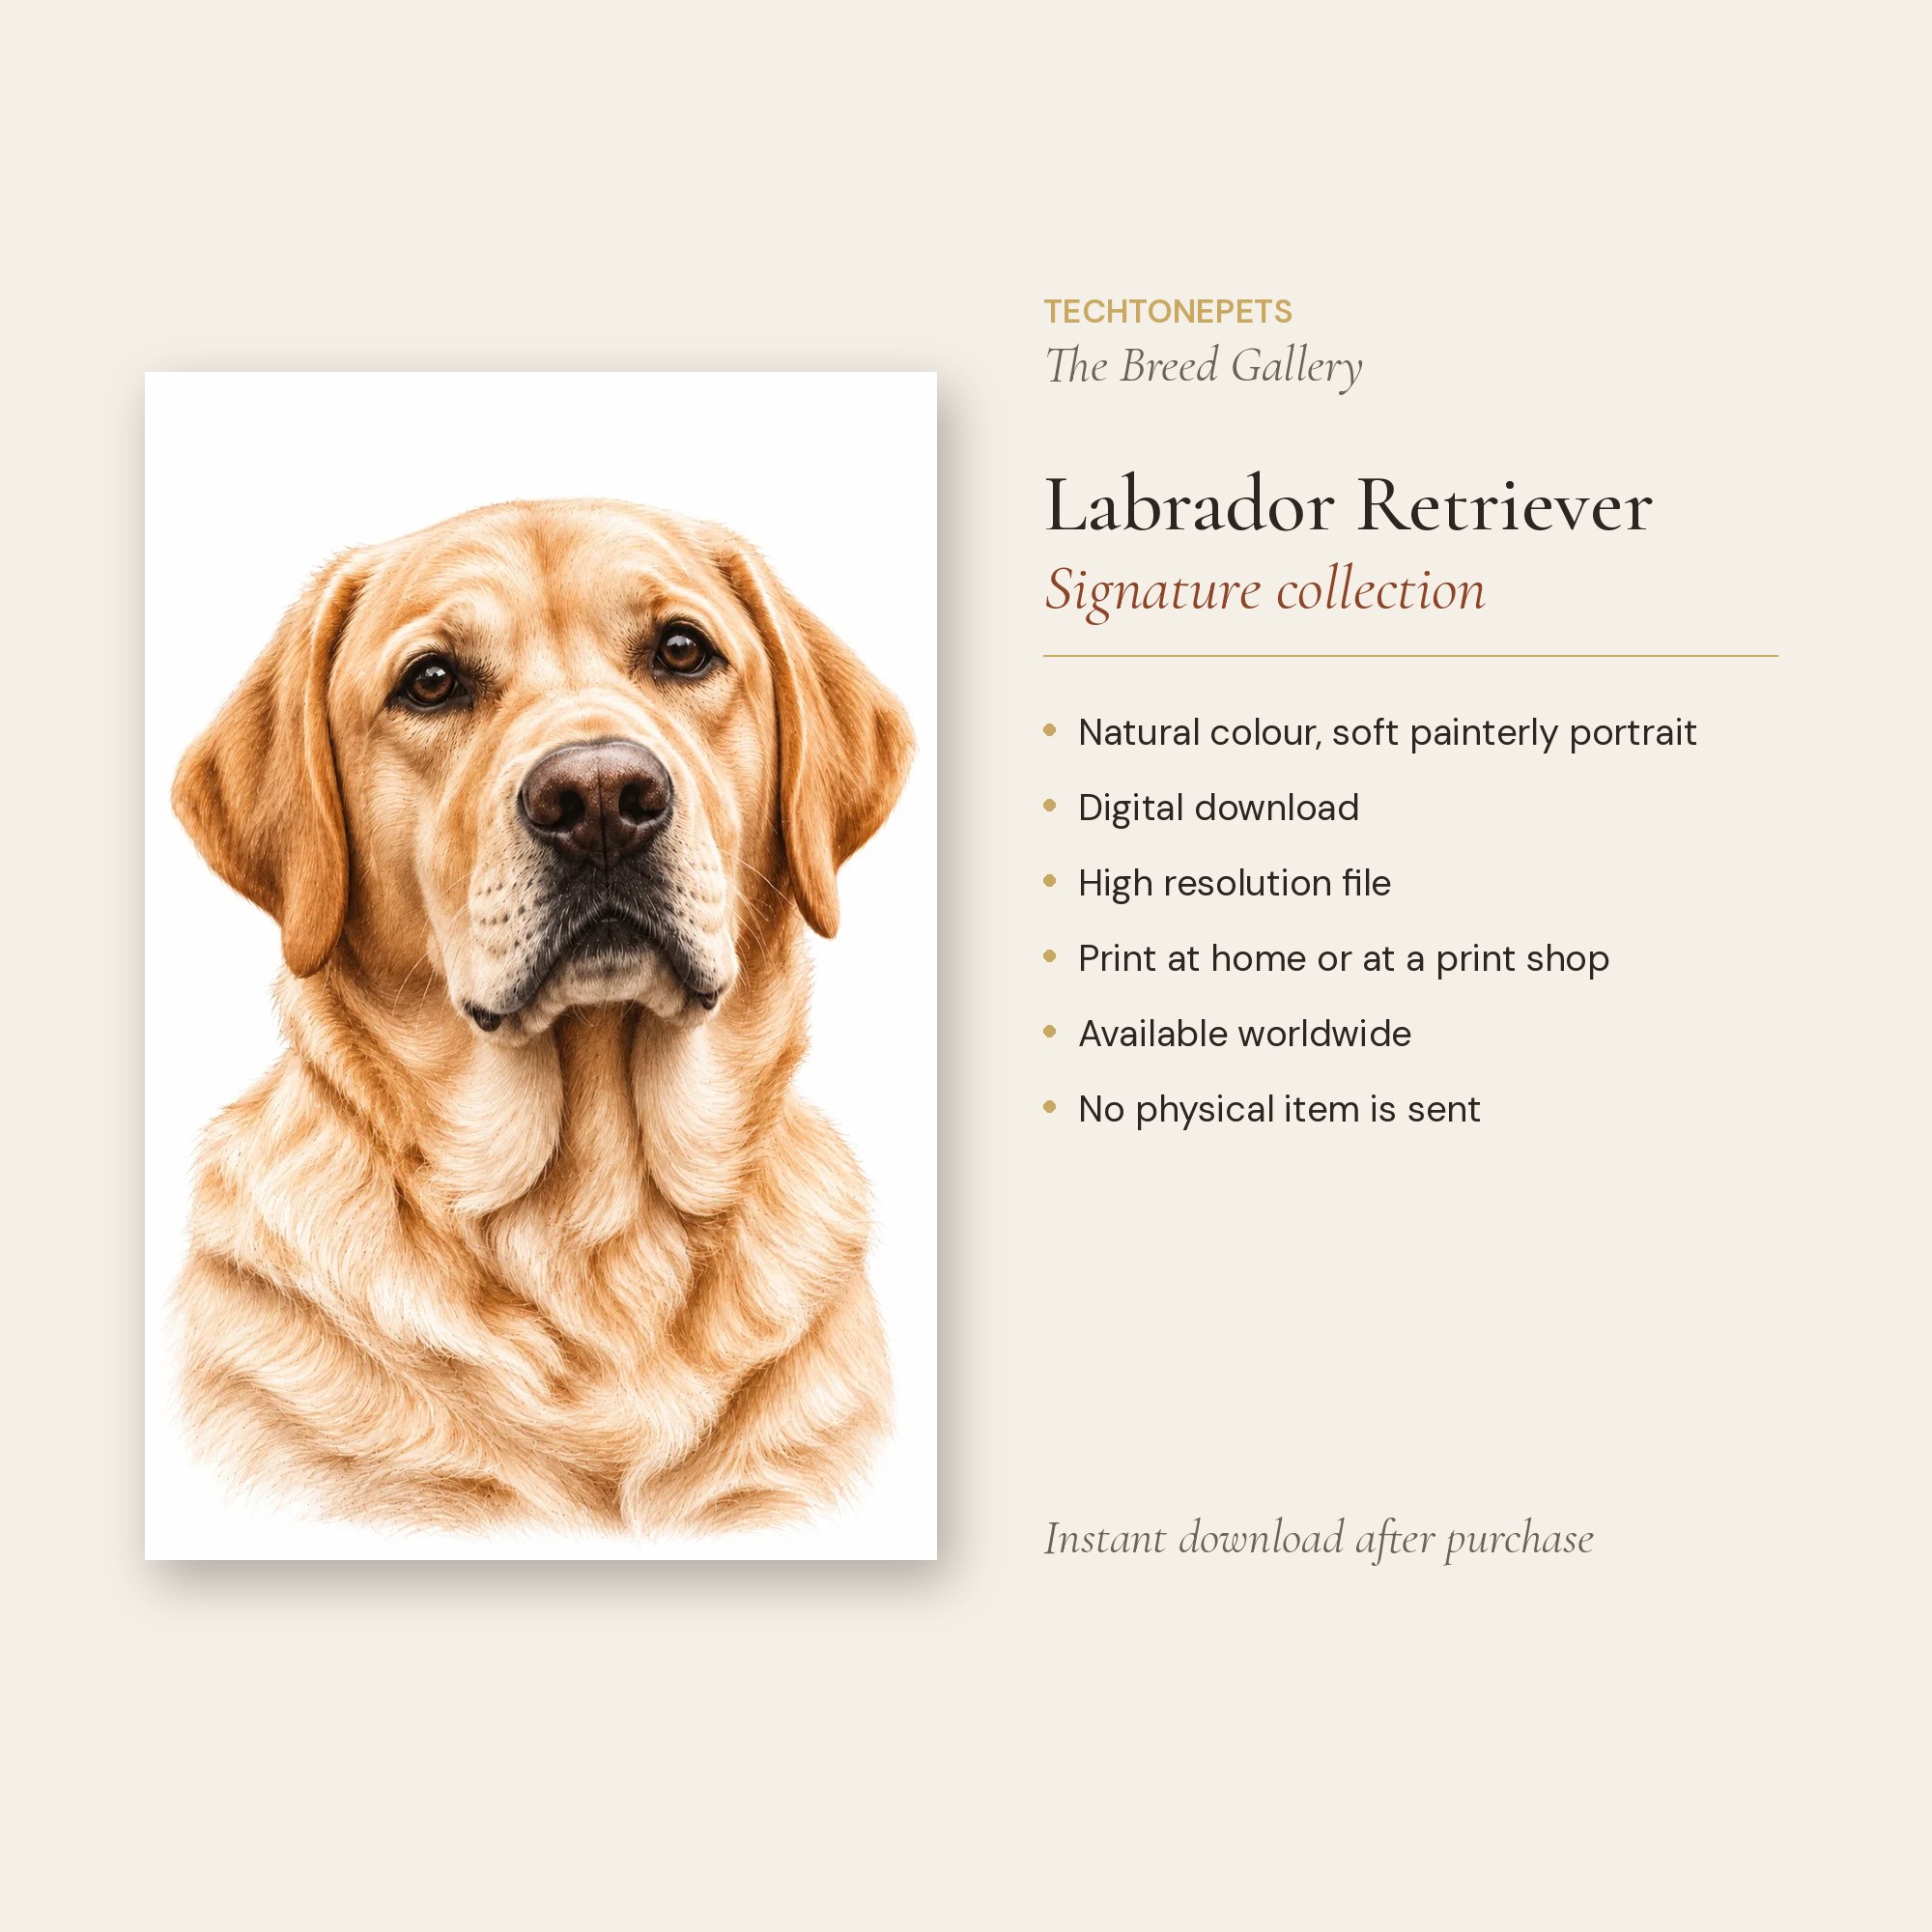 TECHTONEPETS
The Breed Gallery
Labrador Retriever
Signature collection
Natural colour, soft painterly portrait
Digital download
High resolution file
Print at home or at a print shop
Available worldwide
No physical item is sent
Instant download after purchase